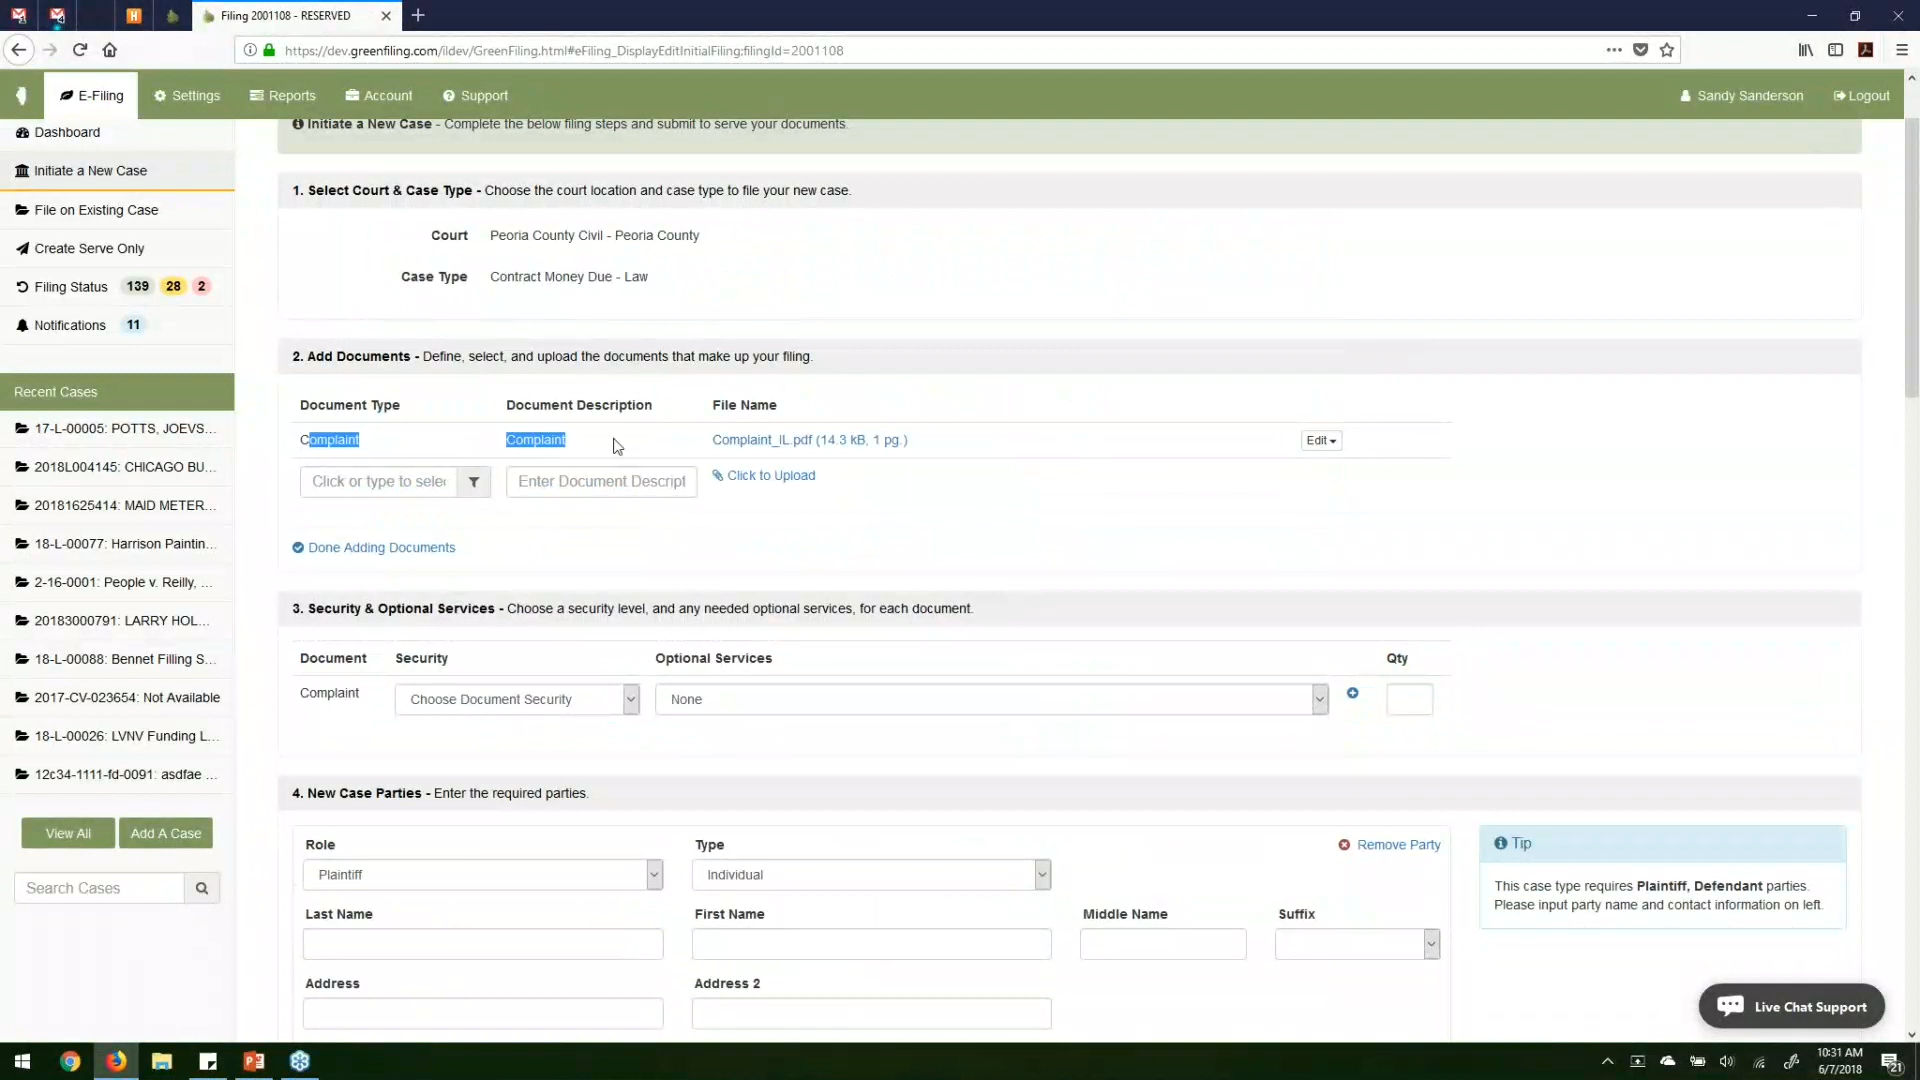 Filing 2001108 - RESERVED
https://dev.greenfiling.com/ildev/GreenFiling.html#eFiling_DisplayEditInitialFiling;filingId=2001108
E-Filing Settings Reports Account Support Sandy Sanderson Logout
Dashboard
Initiate a New Case
File on Existing Case
Create Serve Only
Filing Status 139 28 2
Notifications 11
Recent Cases
17-L-00005: POTTS, JOEVS...
2018L004145: CHICAGO BU...
20181625414: MAID METER...
18-L-00077: Harrison Paintin...
2-16-0001: People v. Reilly, ...
20183000791: LARRY HOL...
18-L-00088: Bennet Filling S...
2017-CV-023654: Not Available
18-L-00026: LVNV Funding L...
12c34-1111-fd-0091: asdfae ...
View All Add A Case
Search Cases
Initiate a New Case - Complete the below filing steps and submit to serve your documents.
1. Select Court & Case Type - Choose the court location and case type to file your new case.
Court Peoria County Civil - Peoria County
Case Type Contract Money Due - Law
2. Add Documents - Define, select, and upload the documents that make up your filing.
Document Type Document Description File Name
Complaint Complaint Complaint_IL.pdf (14.3 kB, 1 pg.) Edit
Click or type to selec Enter Document Descript Click to Upload
Done Adding Documents
3. Security & Optional Services - Choose a security level, and any needed optional services, for each document.
Document Security Optional Services Qty
Complaint Choose Document Security None
4. New Case Parties - Enter the required parties.
Role Type Remove Party
Plaintiff Individual
Last Name First Name Middle Name Suffix
Address Address 2
Tip
This case type requires Plaintiff, Defendant parties.
Please input party name and contact information on left.
Live Chat Support
10:31 AM
6/7/2018
21